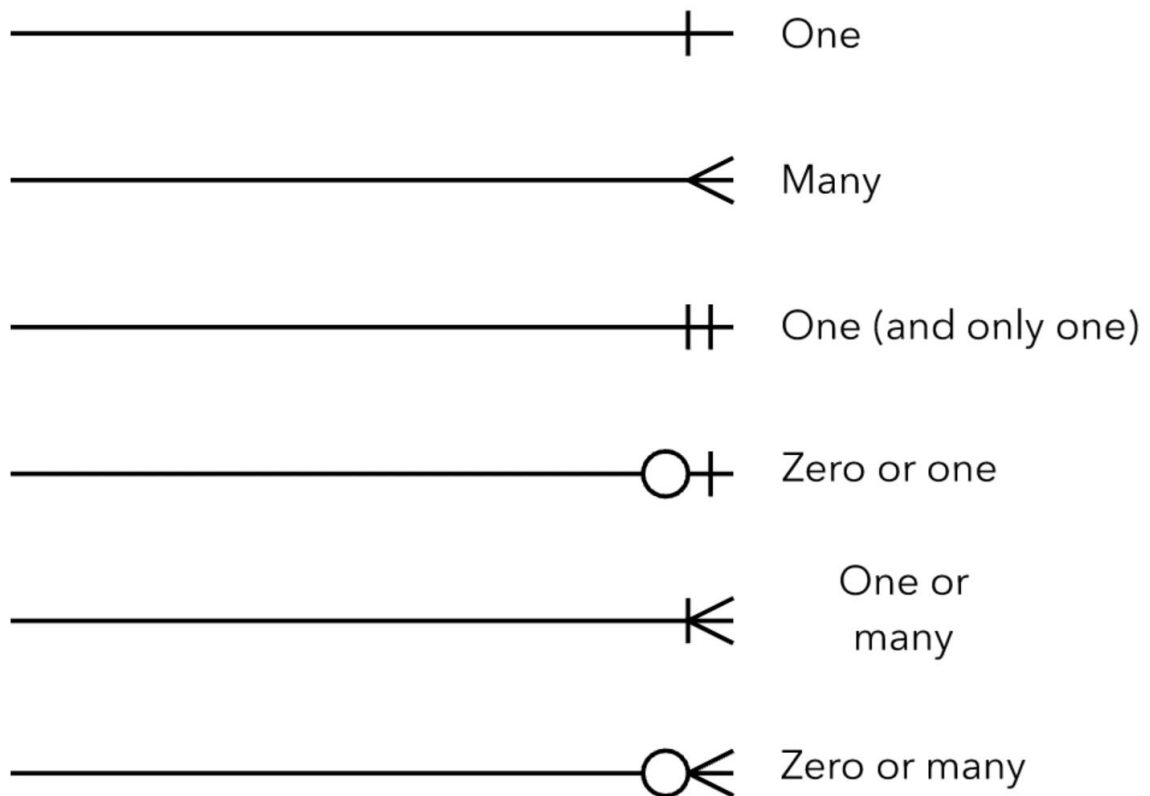 One
Many
One (and only one)
Zero or one
One or
many
Zero or many